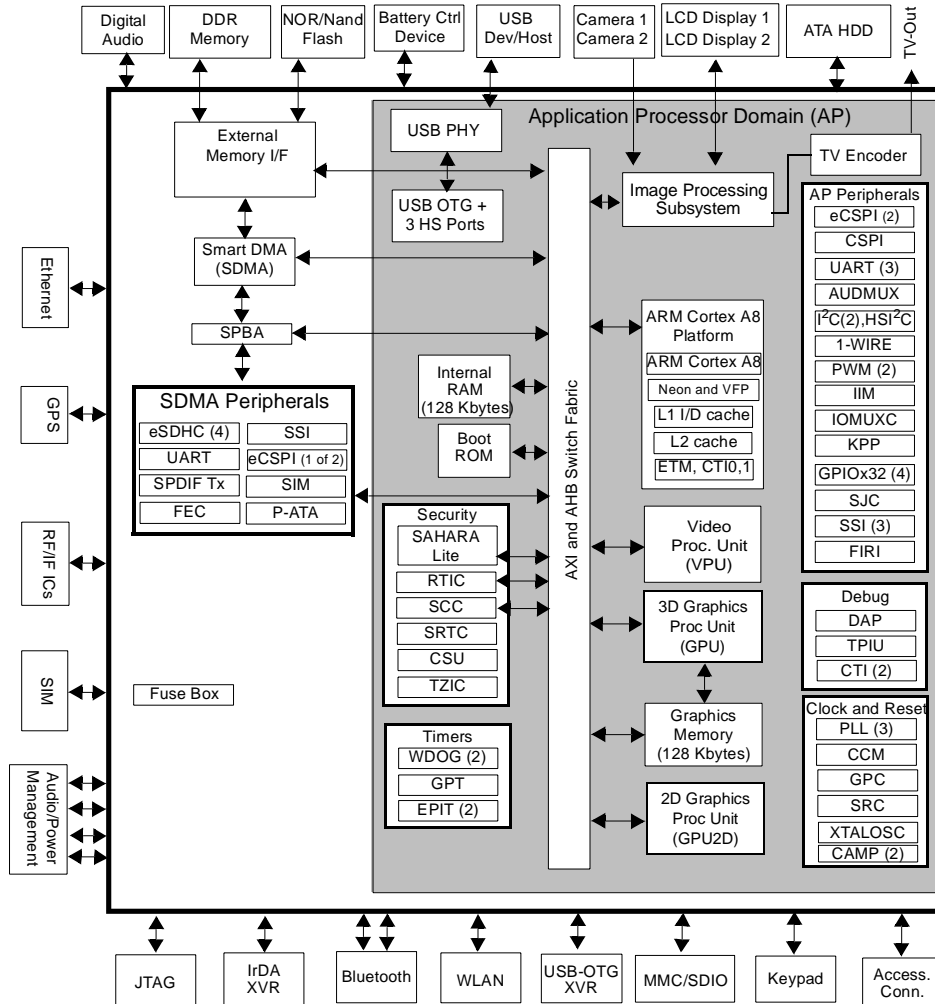 Digital
Audio
DDR
Memory
NOR/Nand
Flash
Battery Ctrl
Device
USB
Dev/Host
Camera 1
Camera 2
LCD Display 1
LCD Display 2
ATA HDD
TV-Out
Application Processor Domain (AP)
External
Memory I/F
USB PHY
TV Encoder
USB OTG +
3 HS Ports
Image Processing
Subsystem
Smart DMA
(SDMA)
SPBA
Ethernet
GPS
RF/IF ICs
SIM
Audio/Power
Management
SDMA Peripherals
eSDHC (4)
SSI
UART
eCSPI (1 of 2)
SPDIF Tx
SIM
FEC
P-ATA
Fuse Box
Internal
RAM
(128 Kbytes)
Boot
ROM
Security
SAHARA
Lite
RTIC
SCC
SRTC
CSU
TZIC
Timers
WDOG (2)
GPT
EPIT (2)
AXI and AHB Switch Fabric
ARM Cortex A8
Platform
ARM Cortex A8
Neon and VFP
L1 I/D cache
L2 cache
ETM, CTI0,1
Video
Proc. Unit
(VPU)
3D Graphics
Proc Unit
(GPU)
Graphics
Memory
(128 Kbytes)
2D Graphics
Proc Unit
(GPU2D)
AP Peripherals
eCSPI (2)
CSPI
UART (3)
AUDMUX
I²C(2),HSI²C
1-WIRE
PWM (2)
IIM
IOMUXC
KPP
GPIOx32 (4)
SJC
SSI (3)
FIRI
Debug
DAP
TPIU
CTI (2)
Clock and Reset
PLL (3)
CCM
GPC
SRC
XTALOSC
CAMP (2)
JTAG
IrDA
XVR
Bluetooth
WLAN
USB-OTG
XVR
MMC/SDIO
Keypad
Access.
Conn.